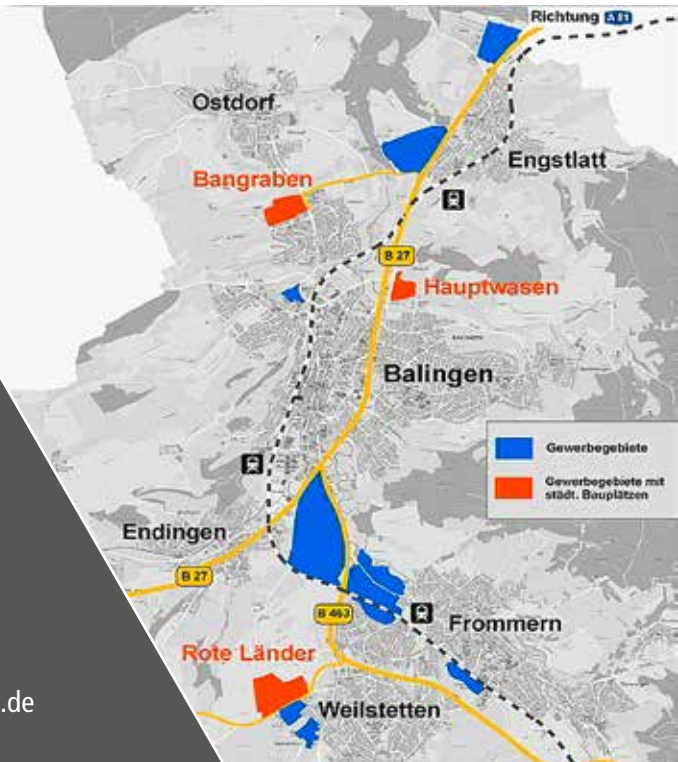 Richtung A 81
Ostdorf
Engstlatt
Bangraben
B 27
Hauptwasen
Balingen
Gewerbegebiete
Gewerbegebiete mit
städt. Bauplätzen
Endingen
B 27
B 463
Frommern
Rote Länder
.de
Weilstetten